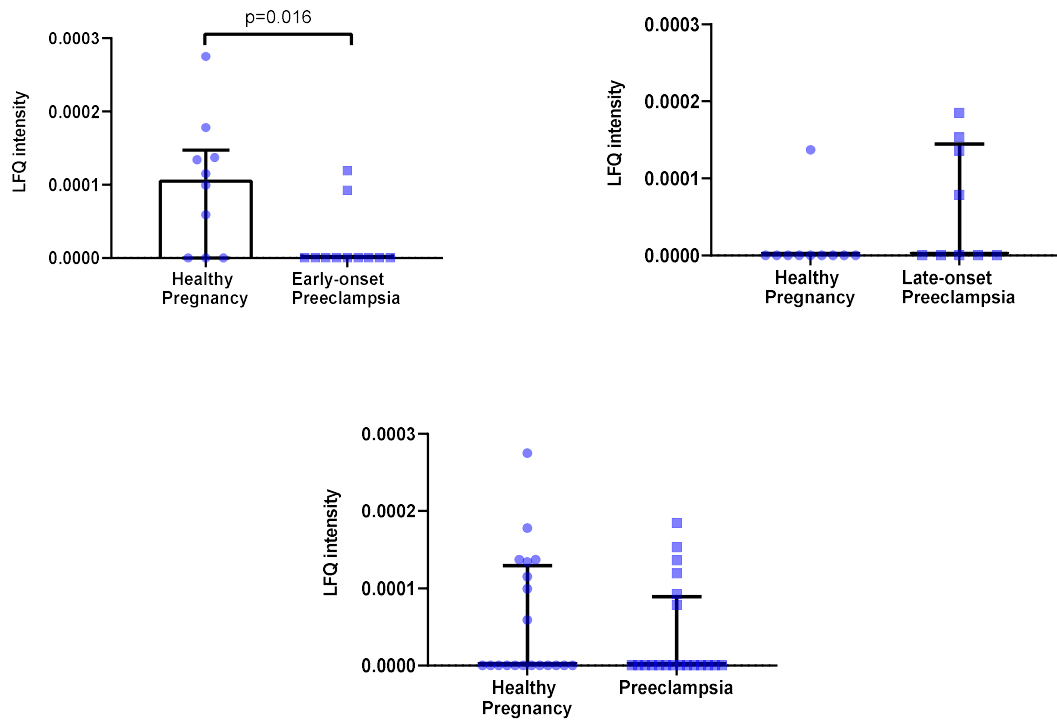 p=0.016
LFQ intensity
0.0003
0.0002
0.0001
0.0000
Healthy
Pregnancy
Early-onset
Preeclampsia
LFQ intensity
0.0003
0.0002
0.0001
0.0000
Healthy
Pregnancy
Late-onset
Preeclampsia
LFQ intensity
0.0003
0.0002
0.0001
0.0000
Healthy
Pregnancy
Preeclampsia